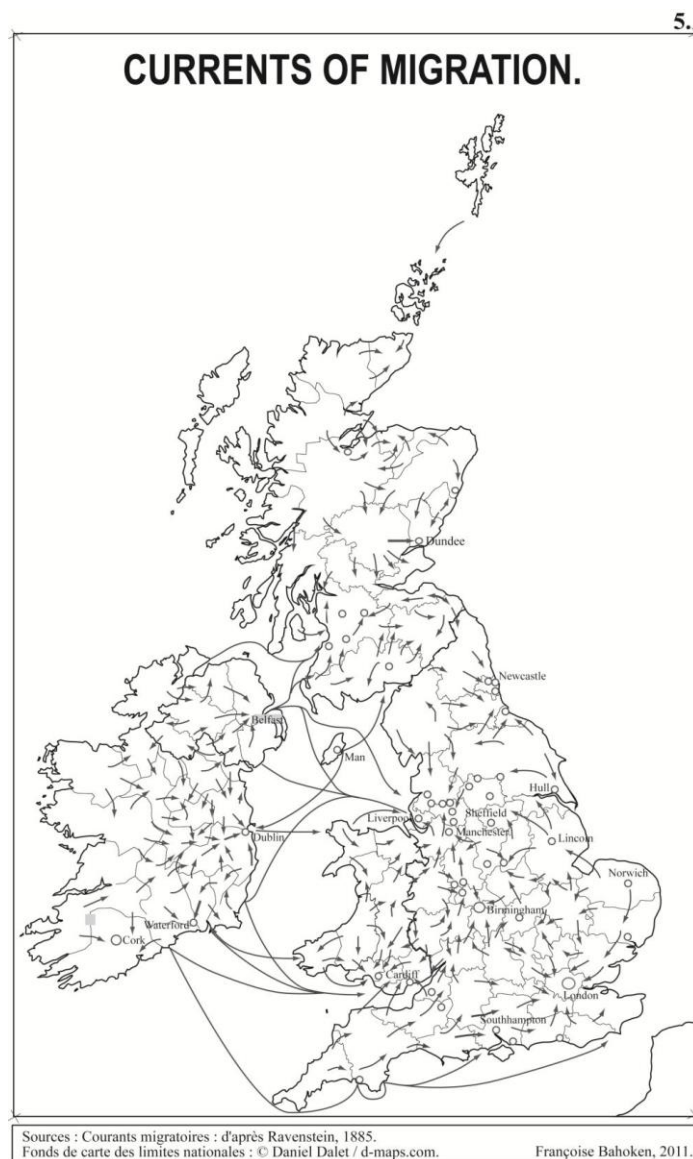 5.
CURRENTS OF MIGRATION.
Dundee
Newcastle
Belfast
Man
Hull
Liverpool
Sheffield
Dublin
Manchester
Lincoln
Norwich
Birmingham
Waterford
Cork
Cardiff
London
Southhampton
Sources : Courants migratoires : d'après Ravenstein, 1885.
Fonds de carte des limites nationales : © Daniel Dalet / d-maps.com. Françoise Bahoken, 2011.